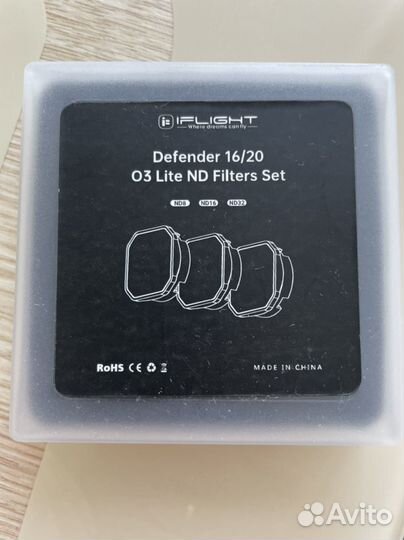 IFLIGHT
Where dreams can fly
Defender 16/20
O3 Lite ND Filters Set
ND8 ND16 ND32
RoHS CE MADE IN CHINA
Avito